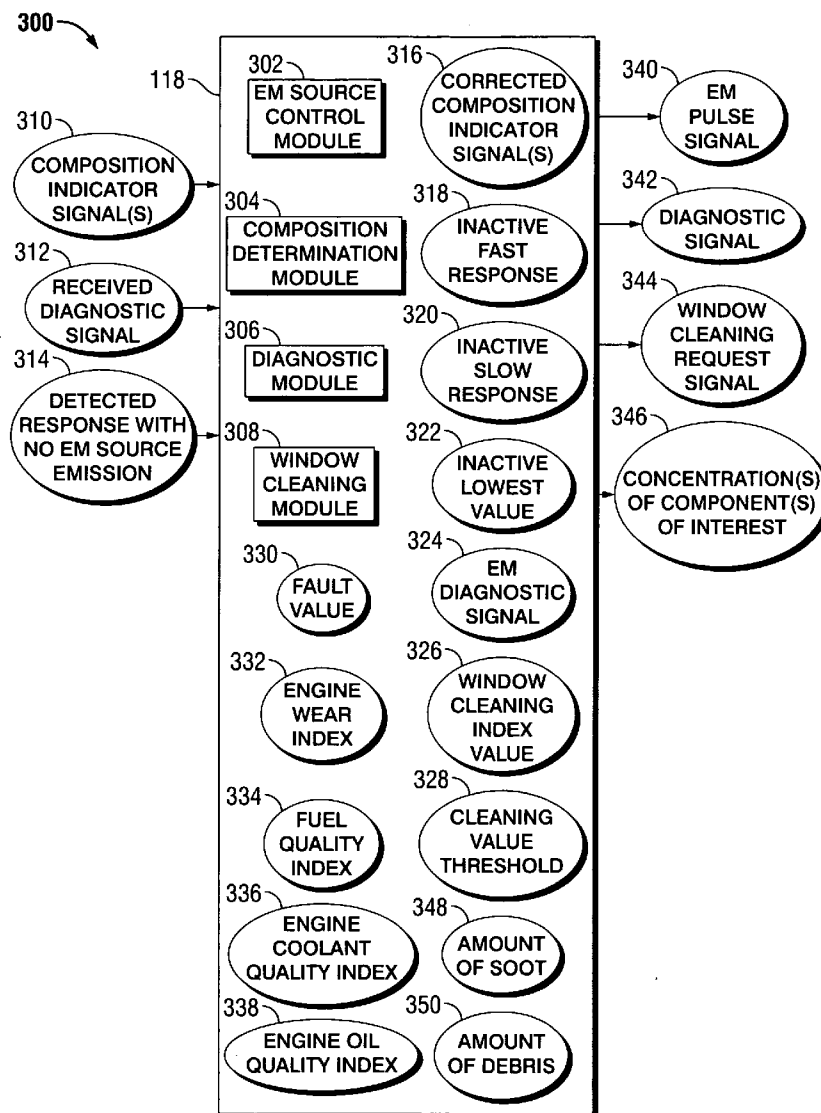 300
118
310
COMPOSITION
INDICATOR
SIGNAL(S)
312
RECEIVED
DIAGNOSTIC
SIGNAL
314
DETECTED
RESPONSE WITH
NO EM SOURCE
EMISSION
302
EM SOURCE
CONTROL
MODULE
304
COMPOSITION
DETERMINATION
MODULE
306
DIAGNOSTIC
MODULE
308
WINDOW
CLEANING
MODULE
330
FAULT
VALUE
332
ENGINE
WEAR
INDEX
334
FUEL
QUALITY
INDEX
336
ENGINE
COOLANT
QUALITY INDEX
338
ENGINE OIL
QUALITY INDEX
316
CORRECTED
COMPOSITION
INDICATOR
SIGNAL(S)
318
INACTIVE
FAST
RESPONSE
320
INACTIVE
SLOW
RESPONSE
322
INACTIVE
LOWEST
VALUE
324
EM
DIAGNOSTIC
SIGNAL
326
WINDOW
CLEANING
INDEX
VALUE
328
CLEANING
VALUE
THRESHOLD
348
AMOUNT
OF SOOT
350
AMOUNT
OF DEBRIS
340
EM
PULSE
SIGNAL
342
DIAGNOSTIC
SIGNAL
344
WINDOW
CLEANING
REQUEST
SIGNAL
346
CONCENTRATION(S)
OF COMPONENT(S)
OF INTEREST